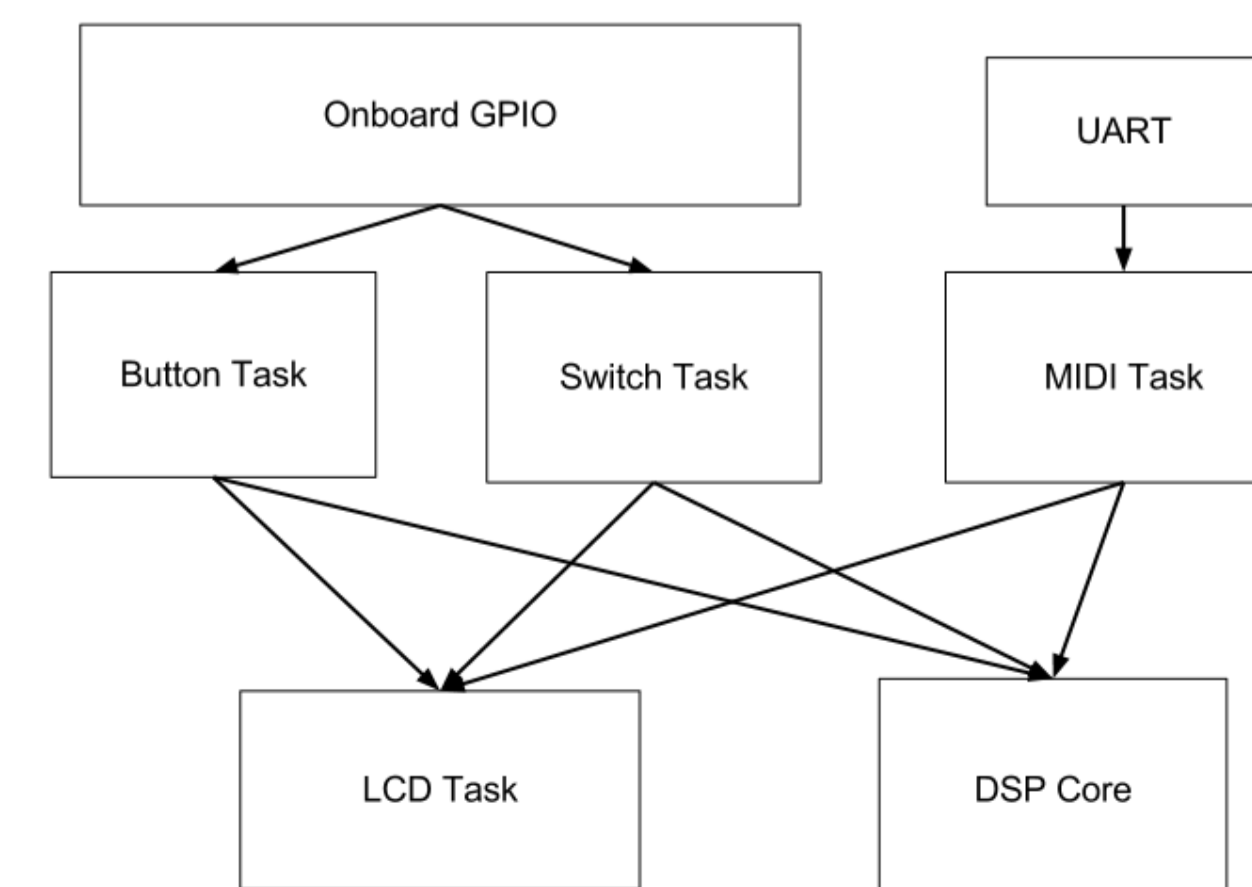 Onboard GPIO
UART
Button Task
Switch Task
MIDI Task
LCD Task
DSP Core